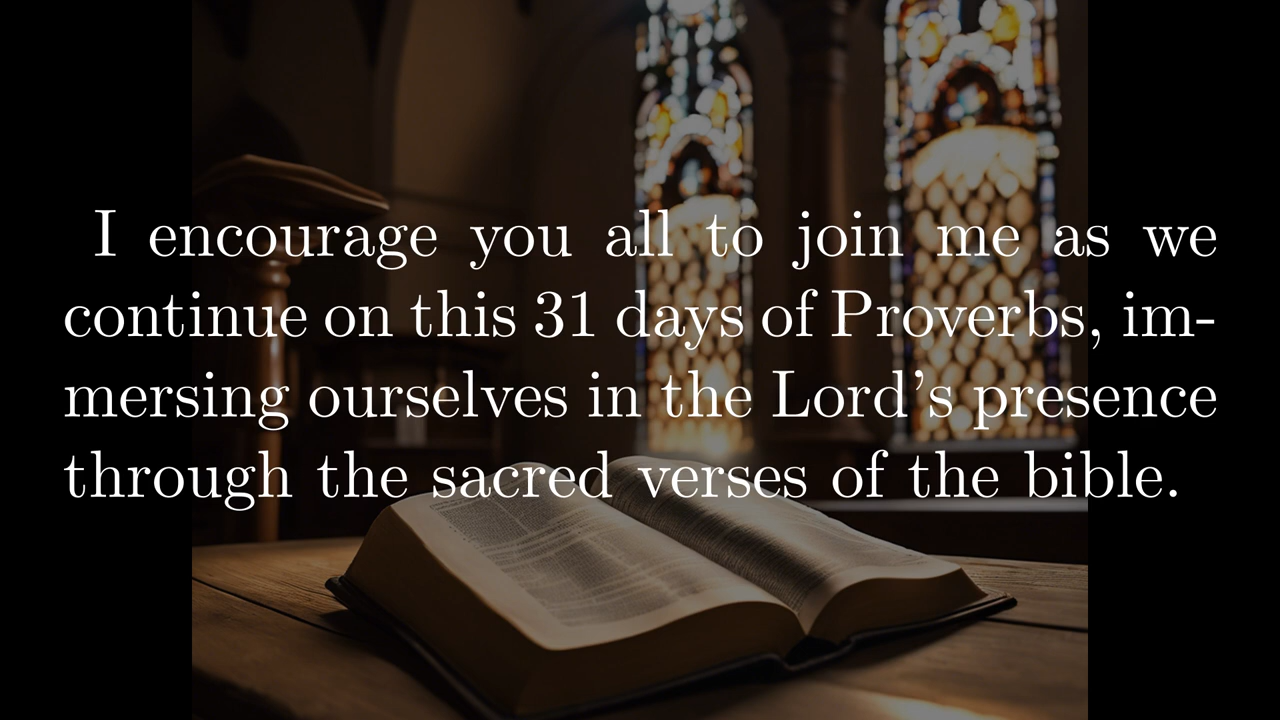 I encourage you all to join me as we
continue on this 31 days of Proverbs, im-
mersing ourselves in the Lord's presence
through the sacred verses of the bible.